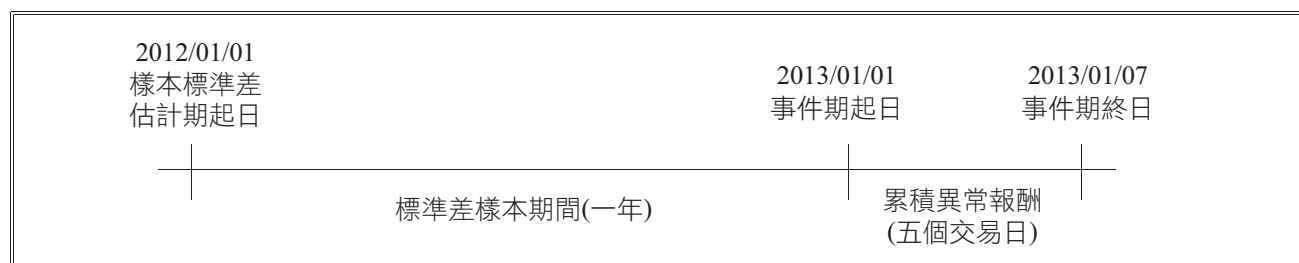 2012/01/01
樣本標準差
估計期起日
2013/01/01
事件期起日
2013/01/07
事件期終日
標準差樣本期間(一年)
累積異常報酬
(五個交易日)